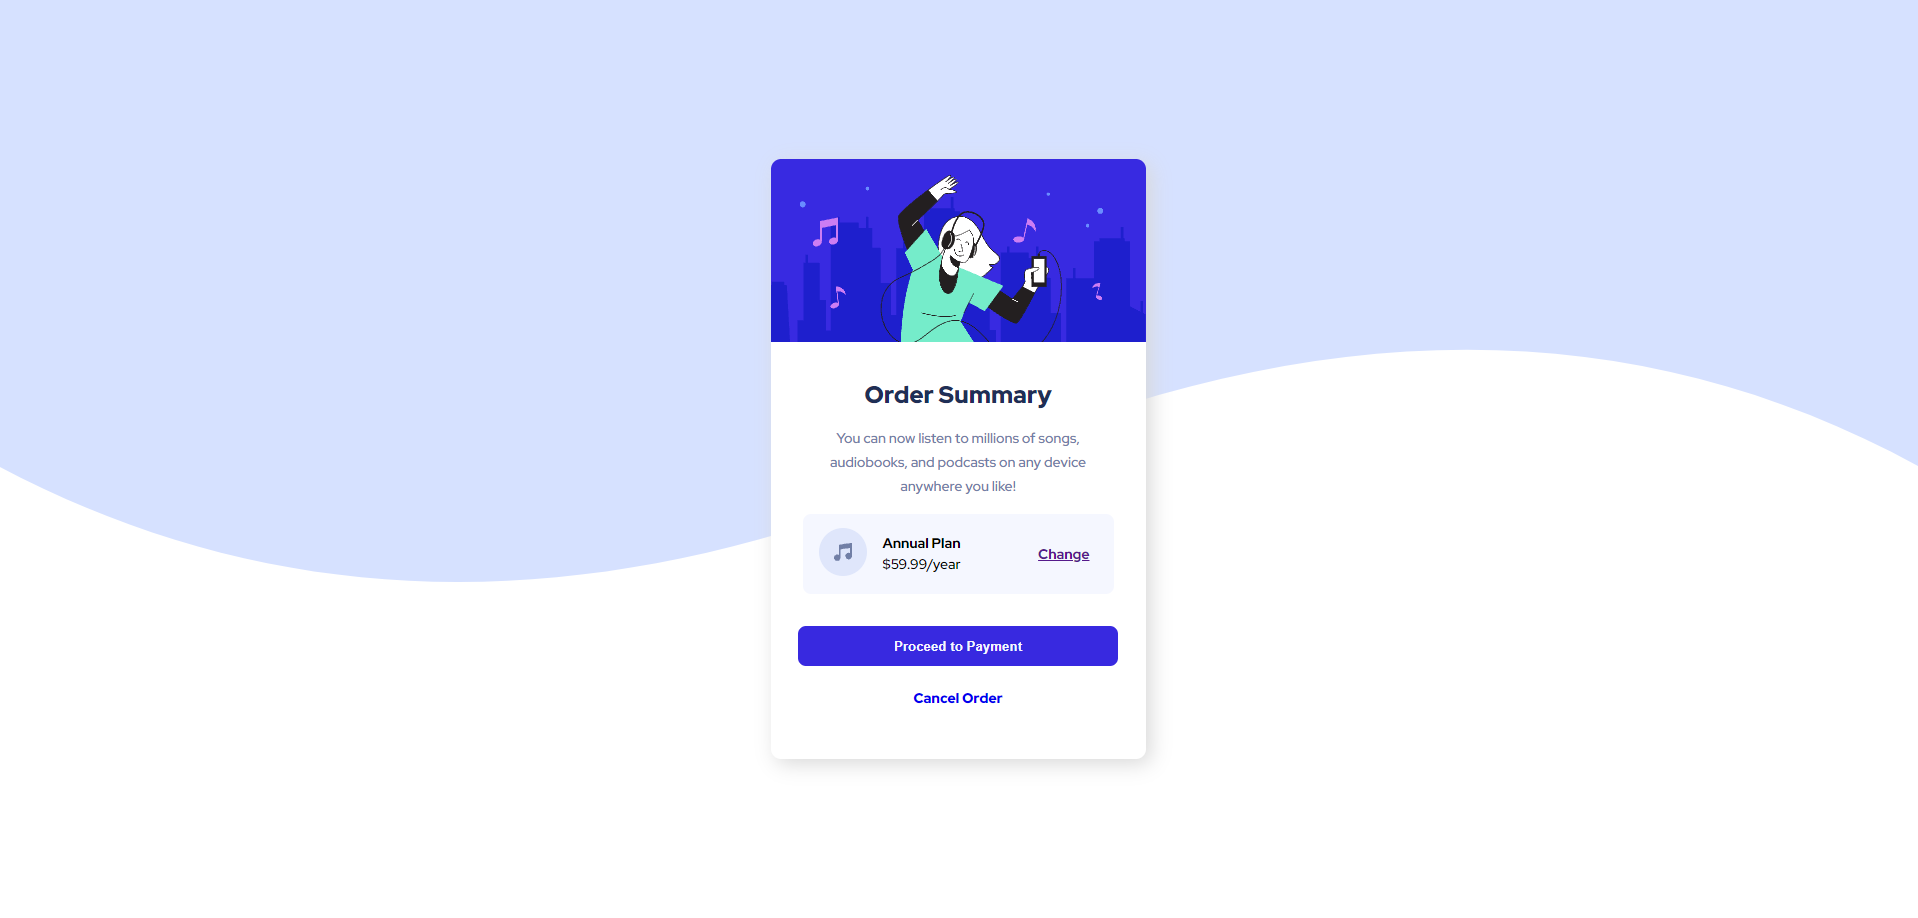 Order Summary
You can now listen to millions of songs,
audiobooks, and podcasts on any device
anywhere you like!
Annual Plan
$59.99/year
Change
Proceed to Payment
Cancel Order